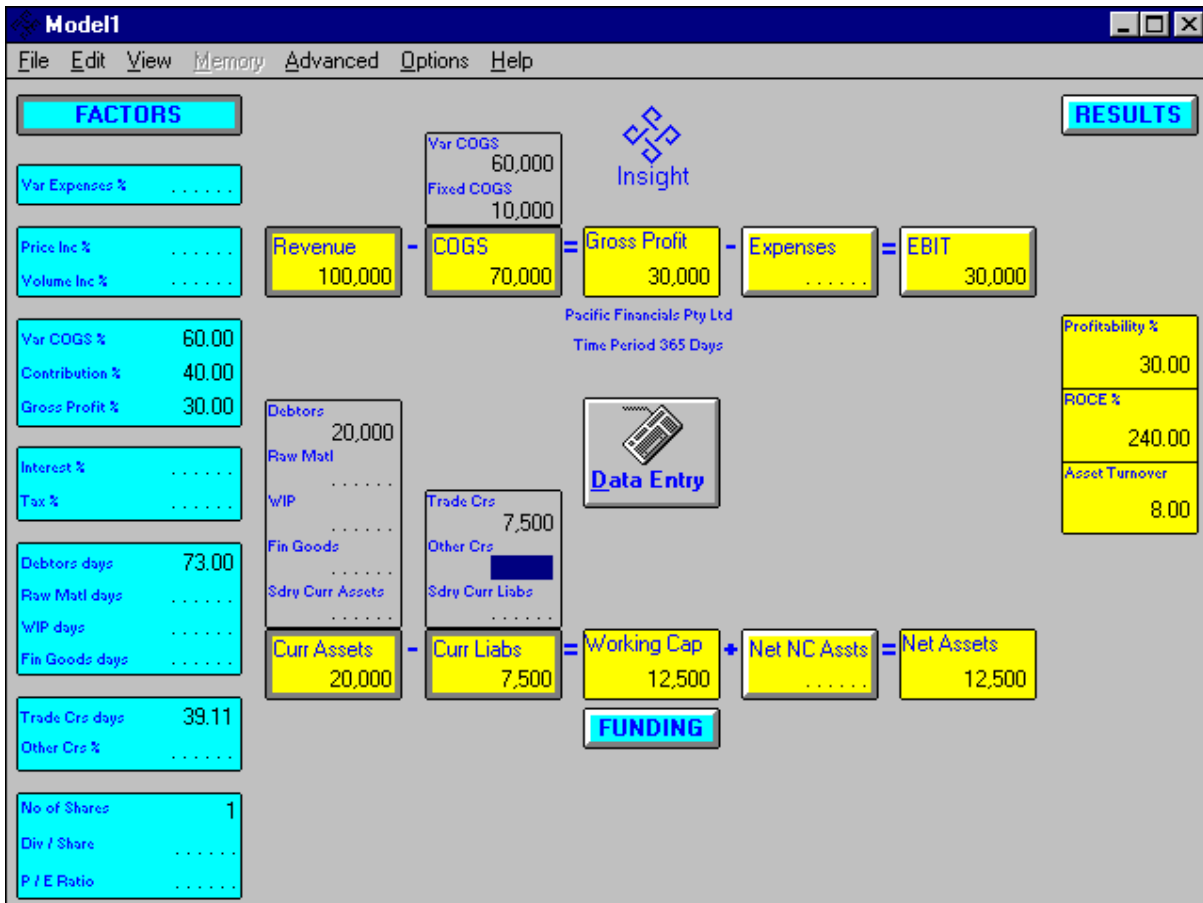 Model1
File Edit View Memory Advanced Options Help
FACTORS
RESULTS
Var COGS
60,000
Fixed COGS
10,000
Insight
Var Expenses % . . . . . .
Price Inc % . . . . . .
Volume Inc % . . . . . .
Revenue
100,000
-
COGS
70,000
=
Gross Profit
30,000
-
Expenses
. . . . . .
=
EBIT
30,000
Pacific Financials Pty Ltd
Time Period 365 Days
Var COGS % 60.00
Contribution % 40.00
Gross Profit % 30.00
Profitability %
30.00
ROCE %
240.00
Asset Turnover
8.00
Interest % . . . . . .
Tax % . . . . . .
Debtors
20,000
Raw Matl
. . . . . .
WIP
. . . . . .
Fin Goods
. . . . . .
Sdry Curr Assets
. . . . . .
Data Entry
Trade Crs
7,500
Other Crs
Sdry Curr Liabs
. . . . . .
Debtors days 73.00
Raw Matl days . . . . . .
WIP days . . . . . .
Fin Goods days . . . . . .
Curr Assets
20,000
-
Curr Liabs
7,500
=
Working Cap
12,500
+
Net NC Assts
. . . . . .
=
Net Assets
12,500
FUNDING
Trade Crs days 39.11
Other Crs % . . . . . .
No of Shares 1
Div / Share . . . . . .
P / E Ratio . . . . . .